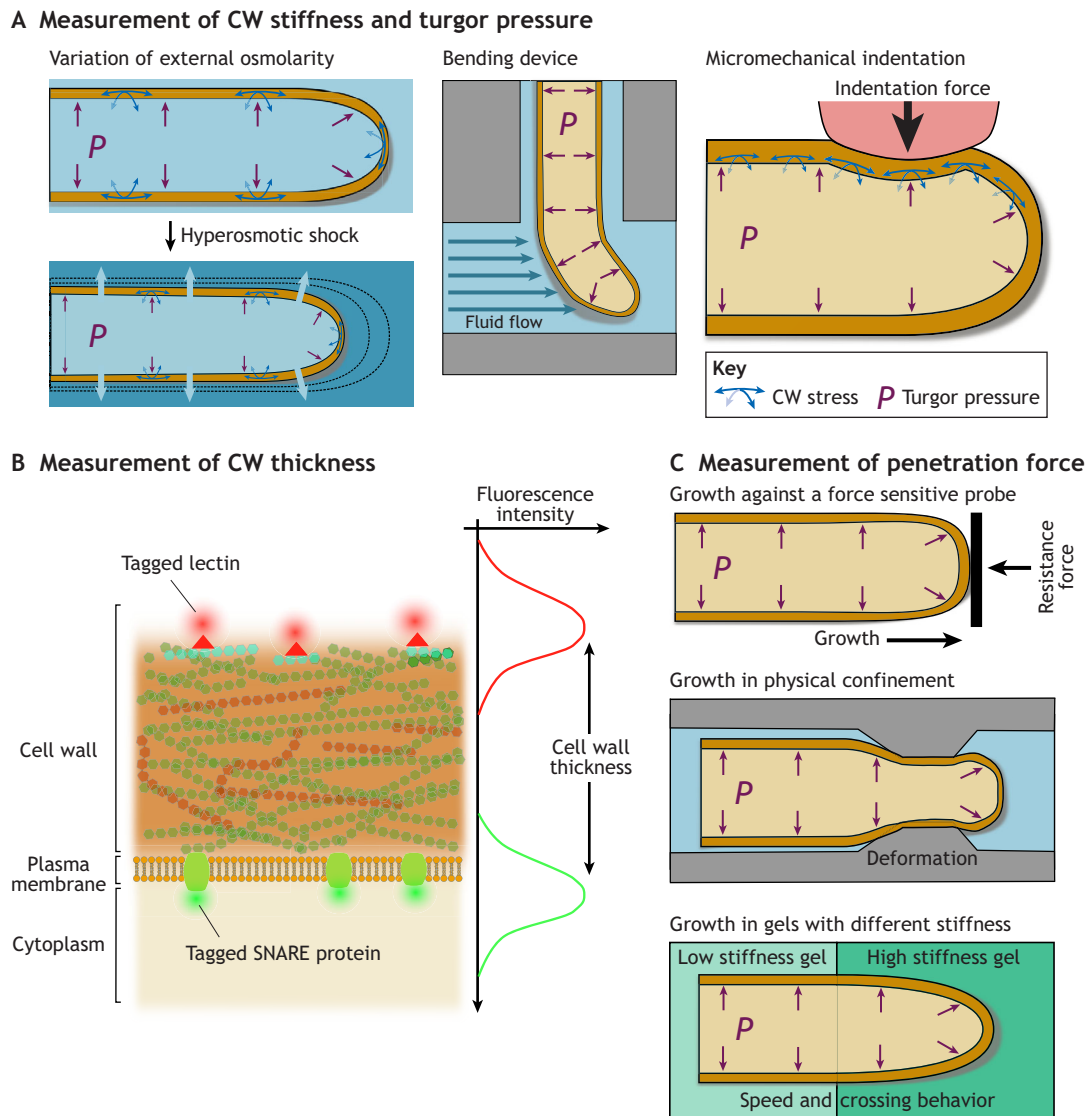 A Measurement of CW stiffness and turgor pressure
Variation of external osmolarity
P
Hyperosmotic shock
P
Bending device
P
Fluid flow
Micromechanical indentation
Indentation force
P
Key
CW stress
P Turgor pressure
B Measurement of CW thickness
Fluorescence
intensity
Tagged lectin
Cell wall
Cell wall
thickness
Plasma
membrane
Cytoplasm
Tagged SNARE protein
C Measurement of penetration force
Growth against a force sensitive probe
P
Resistance
force
Growth
Growth in physical confinement
P
Deformation
Growth in gels with different stiffness
Low stiffness gel
High stiffness gel
P
Speed and crossing behavior